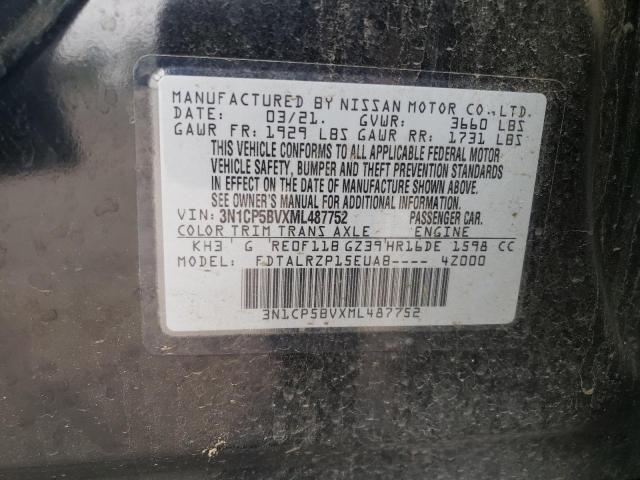 MANUFACTURED BY NISSAN MOTOR CO., LTD.
DATE: 03/21. GVWR: 3660 LBS
GAWR FR: 1929 LBS GAWR RR: 1731 LBS
THIS VEHICLE CONFORMS TO ALL APPLICABLE FEDERAL MOTOR
VEHICLE SAFETY, BUMPER AND THEFT PREVENTION STANDARDS
IN EFFECT ON THE DATE OF MANUFACTURE SHOWN ABOVE.
SEE OWNER'S MANUAL FOR ADDITIONAL INFORMATION.
VIN: 3N1CP5BVXML487752 PASSENGER CAR.
COLOR TRIM TRANS AXLE ENGINE
KH3 G RE0F11B GZ39 HR16DE 1598 CC
MODEL: FDTALRZP15EUAB---- 4Z000
3N1CP5BVXML487752